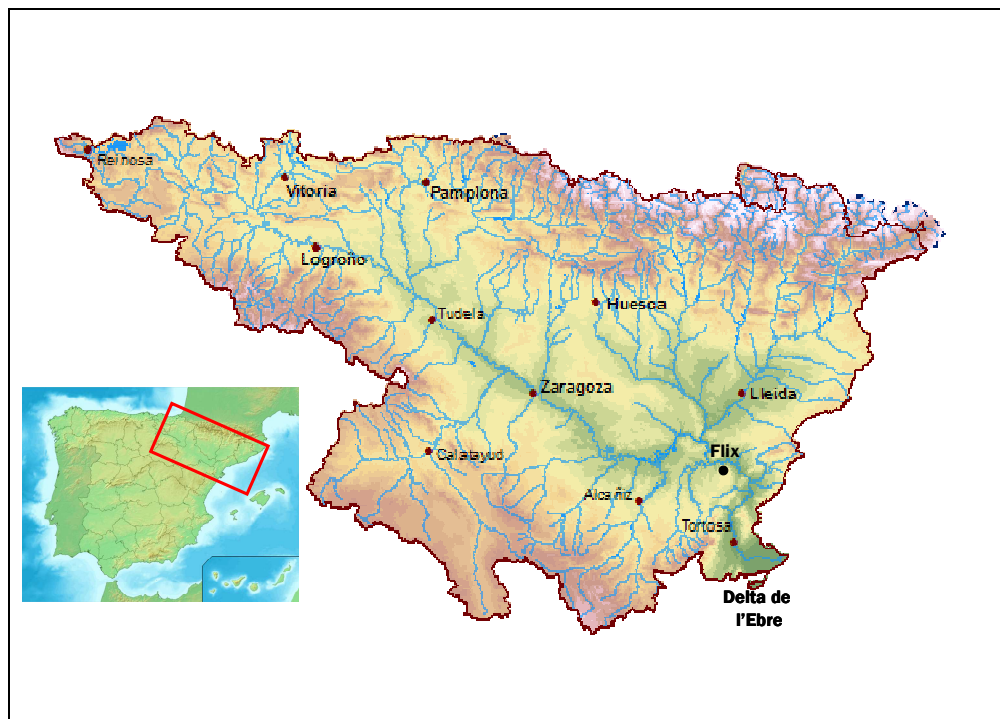 Reinosa
Vitoria
Pamplona
Logroño
Huesca
Tudela
Zaragoza
Lleida
Flix
Calatayud
Alcañiz
Tortosa
Delta de
l'Ebre